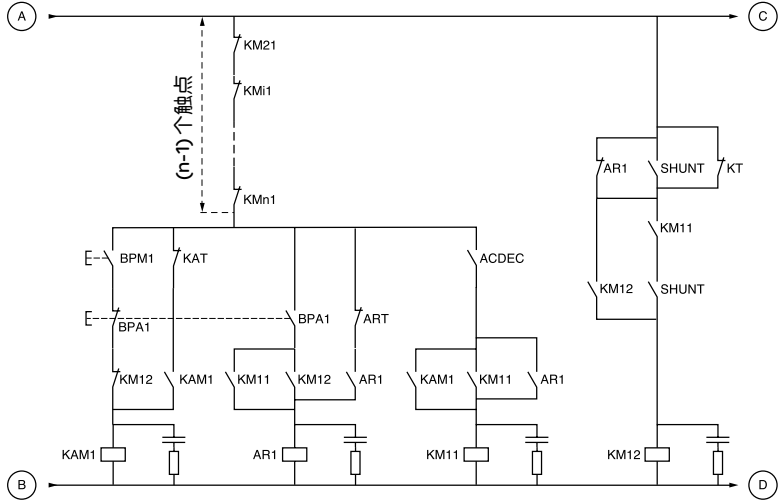 A
C
KM21
KMi1
(n-1) 个触点
KMn1
AR1
SHUNT
KT
KM11
BPM1
KAT
ACDEC
KM12
SHUNT
BPA1
BPA1
ART
KM12
KAM1
KM11
KM12
AR1
KAM1
KM11
AR1
KAM1
AR1
KM11
KM12
B
D